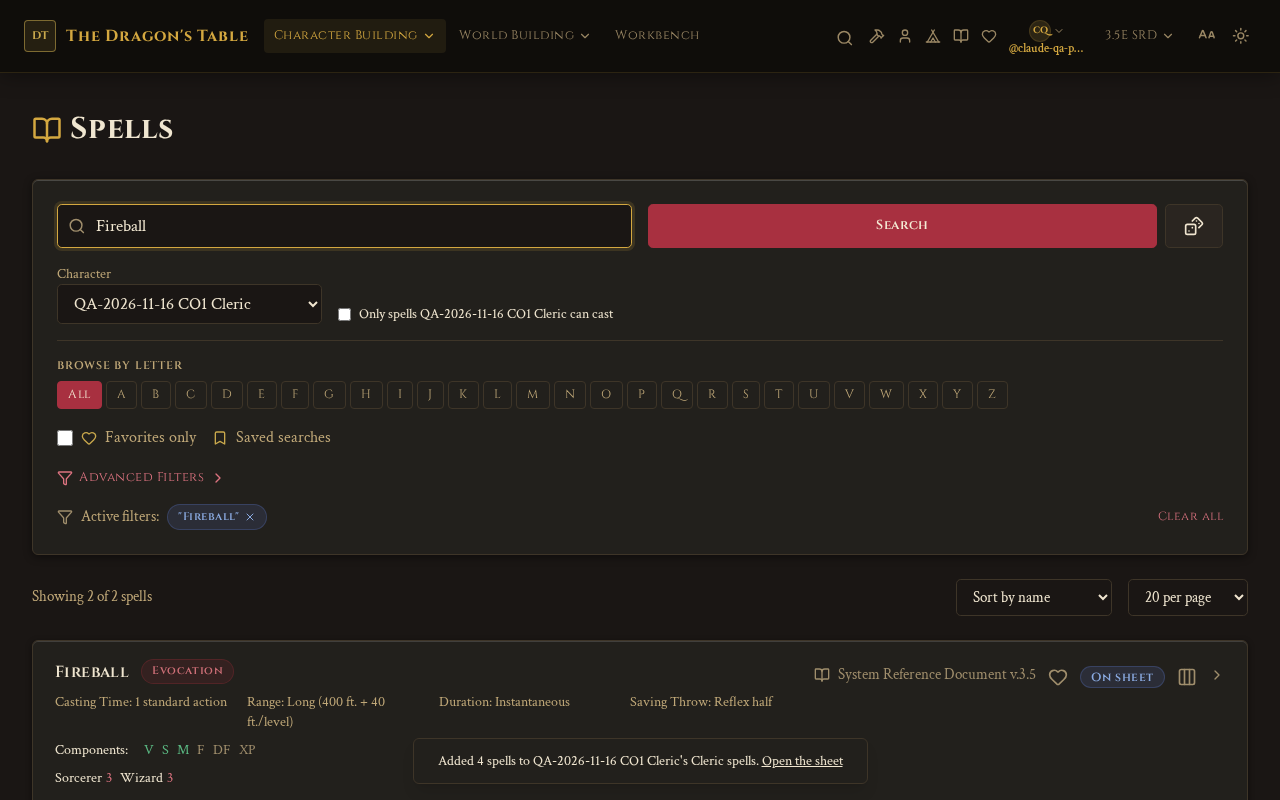 DT The Dragon's Table Character Building World Building Workbench CQ @claude-qa-p... 3.5E SRD AA
Spells
Fireball Search
Character
QA-2026-11-16 CO1 Cleric Only spells QA-2026-11-16 CO1 Cleric can cast
Browse by letter
All A B C D E F G H I J K L M N O P Q R S T U V W X Y Z
Favorites only Saved searches
Advanced Filters
Active filters: "Fireball" × Clear all
Showing 2 of 2 spells Sort by name 20 per page
Fireball Evocation System Reference Document v.3.5 On sheet
Casting Time: 1 standard action Range: Long (400 ft. + 40 Duration: Instantaneous Saving Throw: Reflex half
ft./level)
Components: V S M F DF XP
Added 4 spells to QA-2026-11-16 CO1 Cleric's Cleric spells. Open the sheet
Sorcerer 3 Wizard 3